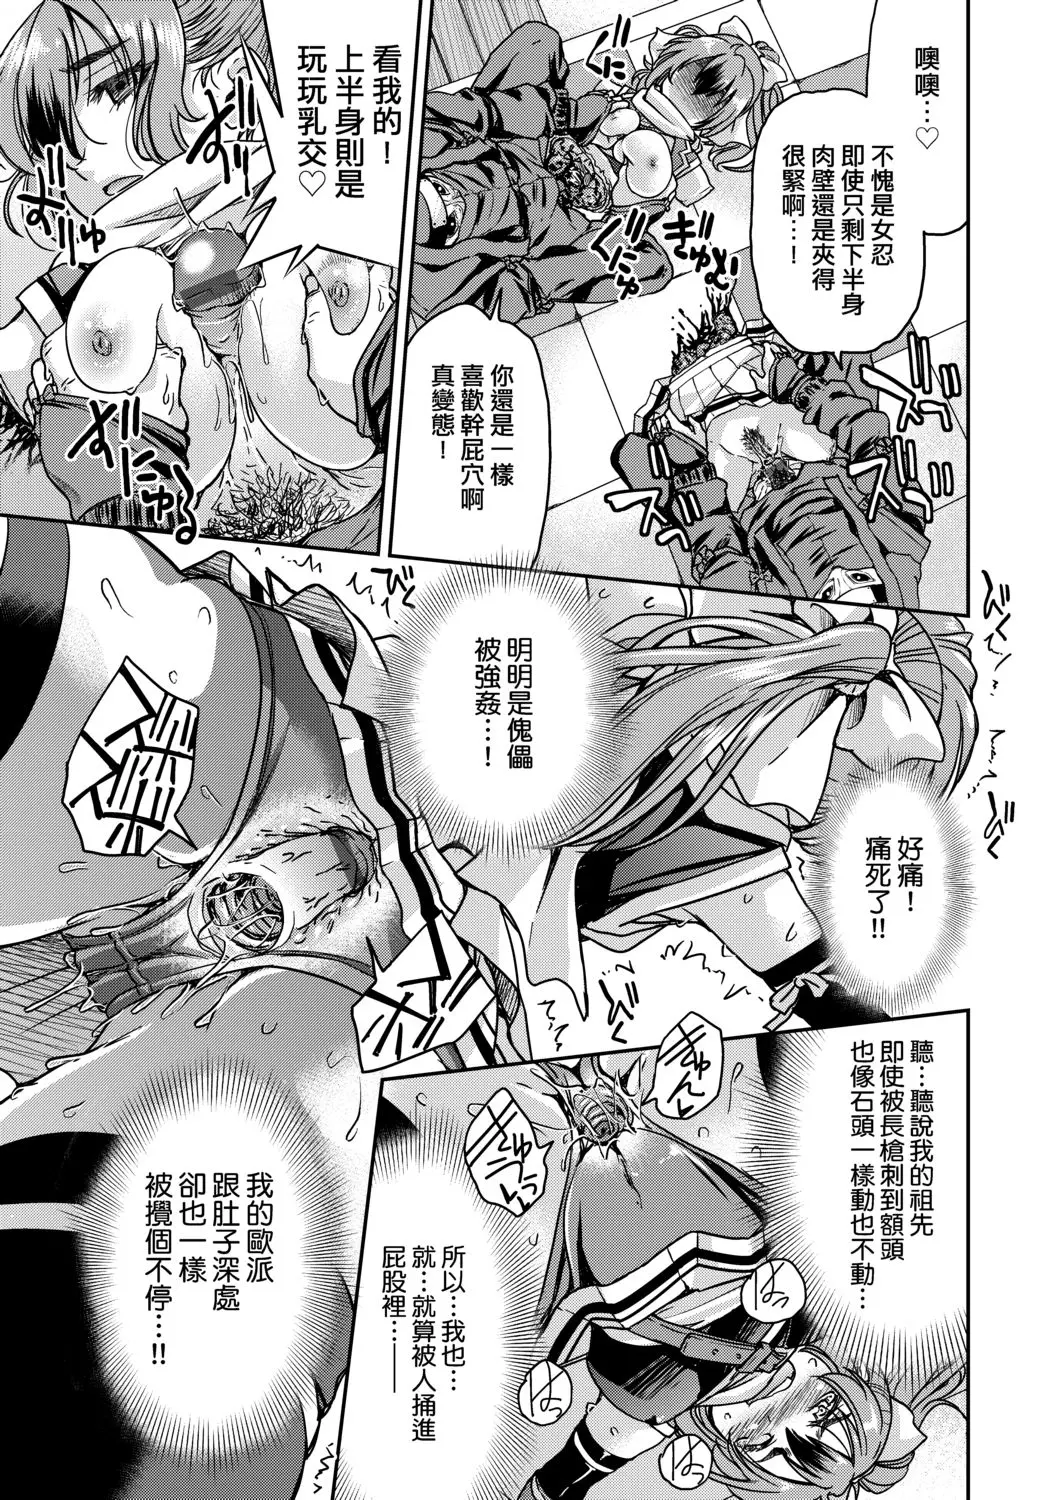 噢噢…♡
不愧是女忍
即使只剩下半身
肉壁還是夾得
很緊啊…！
你還是一樣
喜歡幹屁穴啊
真變態！
看我的！
上半身則是
玩玩乳交♡
明明是傀儡
被強姦…！
好痛！
痛死了!!
聽…聽說我的祖先
即使被長槍刺到額頭
也像石頭一樣動也不動…
所以…我也…
就…就算被人捅進
屁股裡……——
我的歐派
跟肚子深處
卻也一樣
被攪個不停…!!